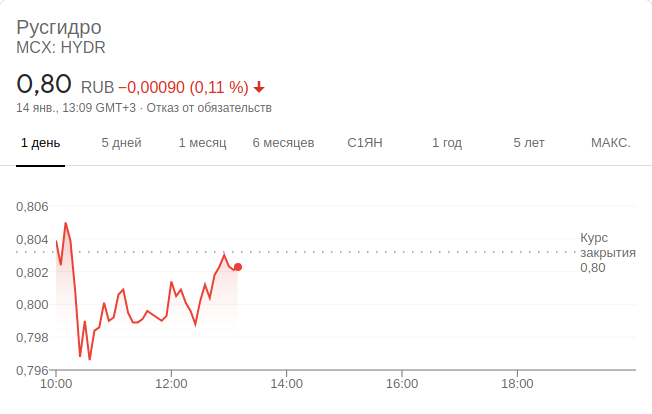 Русгидро
MCX: HYDR
0,80 RUB −0,00090 (0,11 %)
14 янв., 13:09 GMT+3 · Отказ от обязательств
1 день 5 дней 1 месяц 6 месяцев С1ЯН 1 год 5 лет МАКС.
0,806
0,804
0,802
0,800
0,798
0,796
Курс
закрытия
0,80
10:00 12:00 14:00 16:00 18:00